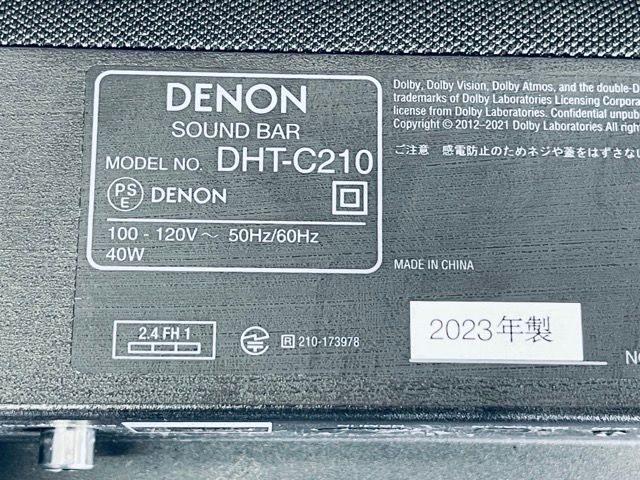 DENON
SOUND BAR
MODEL NO. DHT-C210
PS
E
DENON
100 - 120V～ 50Hz/60Hz
40W
Dolby, Dolby Vision, Dolby Atmos, and the double-D
trademarks of Dolby Laboratories Licensing Corpora
license from Dolby Laboratories. Confidential unpub
Copyright © 2012–2021 Dolby Laboratories. All right
ご注意 感電防止のためネジや蓋をはずさない
MADE IN CHINA
2023年製
2.4 FH 1
R 210-173978